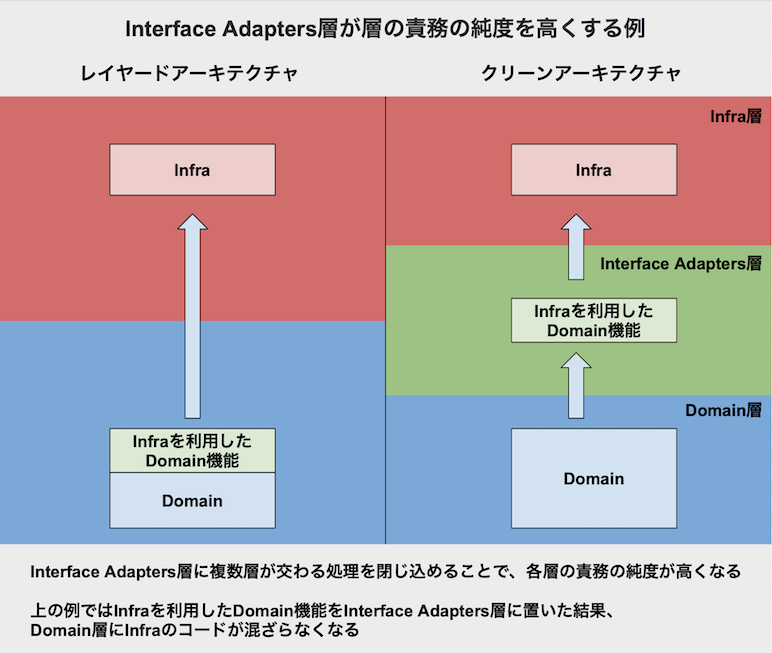 Interface Adapters層が層の責務の純度を高くする例
レイヤードアーキテクチャ
クリーンアーキテクチャ
Infra
Infraを利用した
Domain機能
Domain
Infra層
Infra
Interface Adapters層
Infraを利用した
Domain機能
Domain層
Domain
Interface Adapters層に複数層が交わる処理を閉じ込めることで、各層の責務の純度が高くなる
上の例ではInfraを利用したDomain機能をInterface Adapters層に置いた結果、
Domain層にInfraのコードが混ざらなくなる